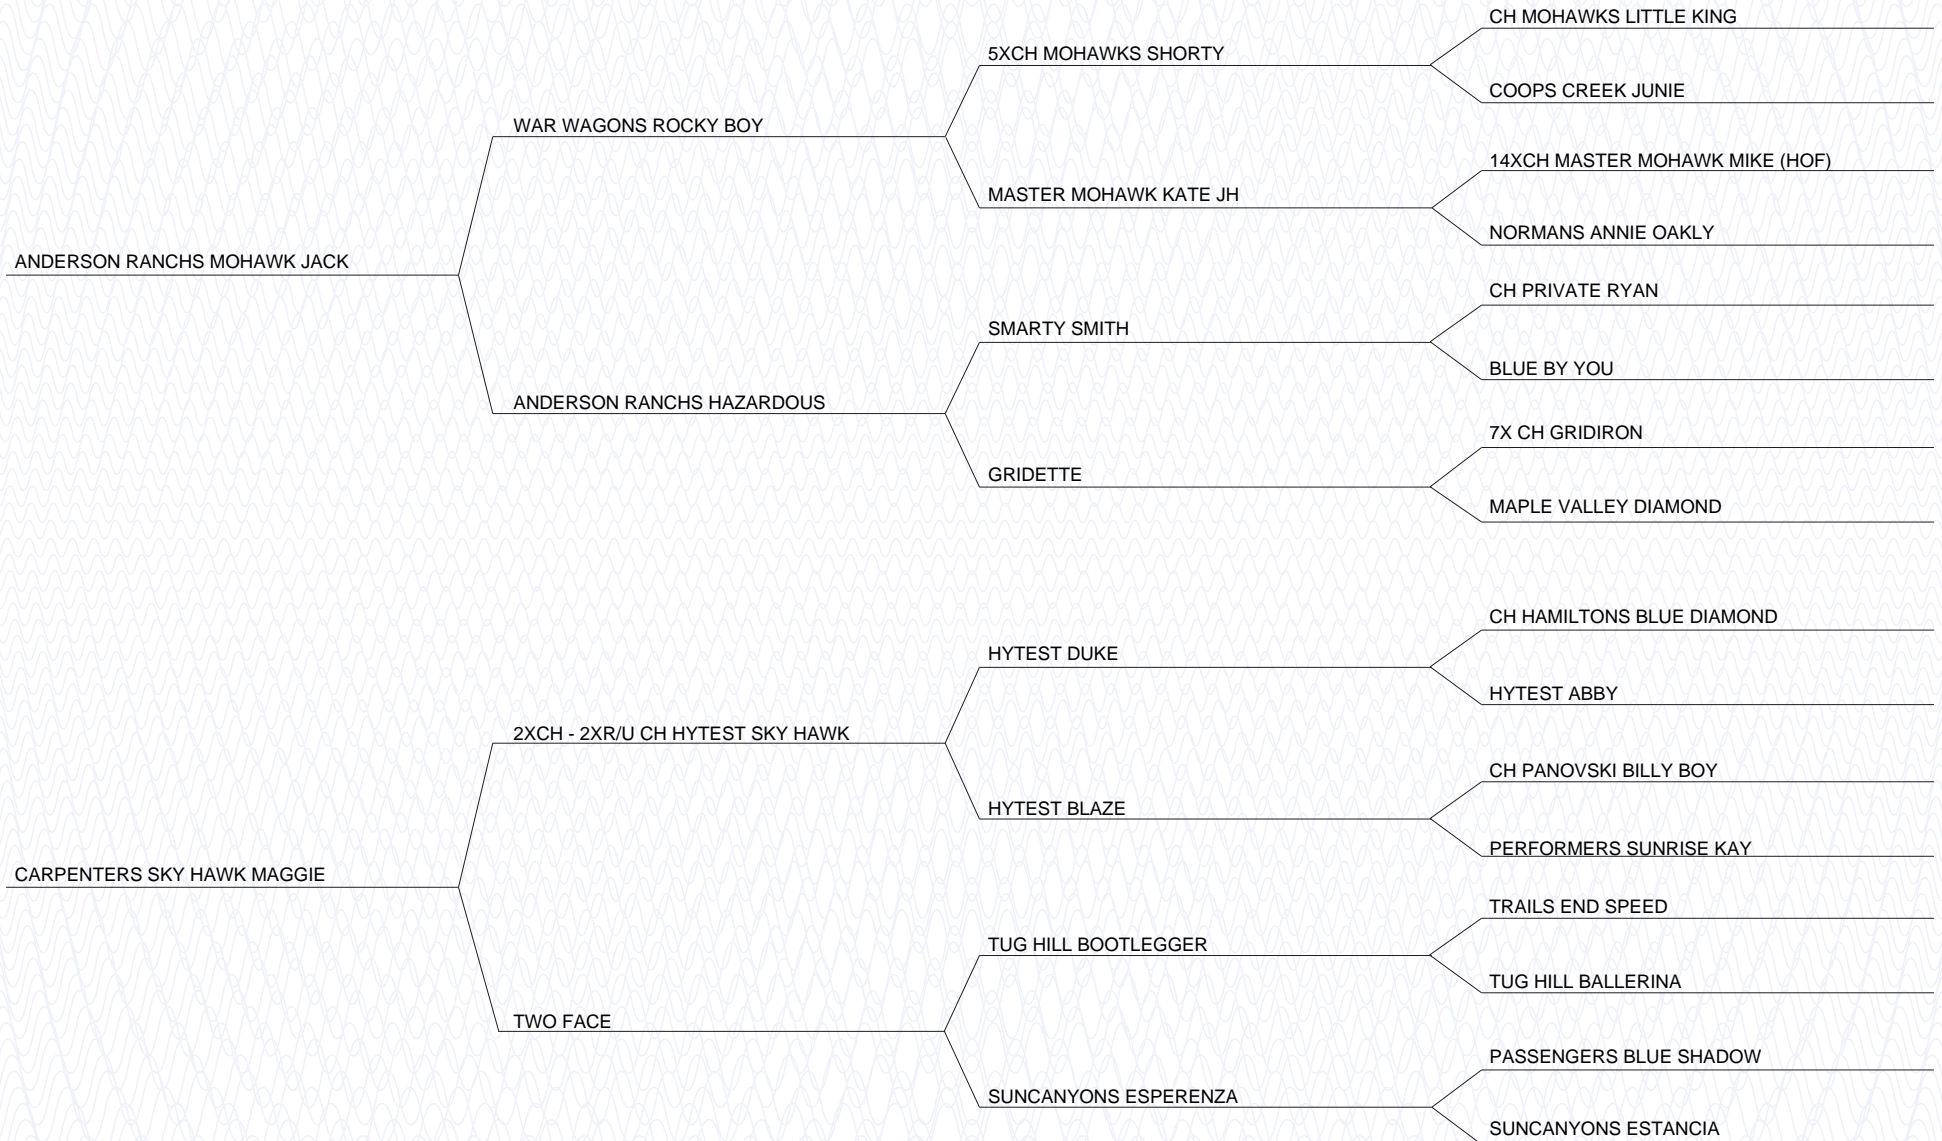 CH MOHAWKS LITTLE KING
5XCH MOHAWKS SHORTY
COOPS CREEK JUNIE
WAR WAGONS ROCKY BOY
14XCH MASTER MOHAWK MIKE (HOF)
MASTER MOHAWK KATE JH
NORMANS ANNIE OAKLY
ANDERSON RANCHS MOHAWK JACK
CH PRIVATE RYAN
SMARTY SMITH
BLUE BY YOU
ANDERSON RANCHS HAZARDOUS
7X CH GRIDIRON
GRIDETTE
MAPLE VALLEY DIAMOND
CH HAMILTONS BLUE DIAMOND
HYTEST DUKE
HYTEST ABBY
2XCH - 2XR/U CH HYTEST SKY HAWK
CH PANOVSKI BILLY BOY
HYTEST BLAZE
PERFORMERS SUNRISE KAY
CARPENTERS SKY HAWK MAGGIE
TRAILS END SPEED
TUG HILL BOOTLEGGER
TUG HILL BALLERINA
TWO FACE
PASSENGERS BLUE SHADOW
SUNCANYONS ESPERENZA
SUNCANYONS ESTANCIA